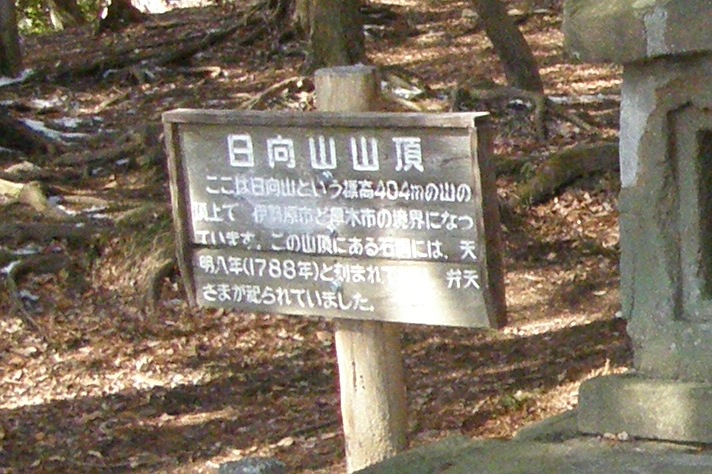 日向山山頂
ここは日向山という標高404mの山の
頂上で 伊勢原市と厚木市の境界になっ
ています。この山頂にある石祠には、天
明八年(1788年)と刻まれて 弁天
さまが祀られていました。